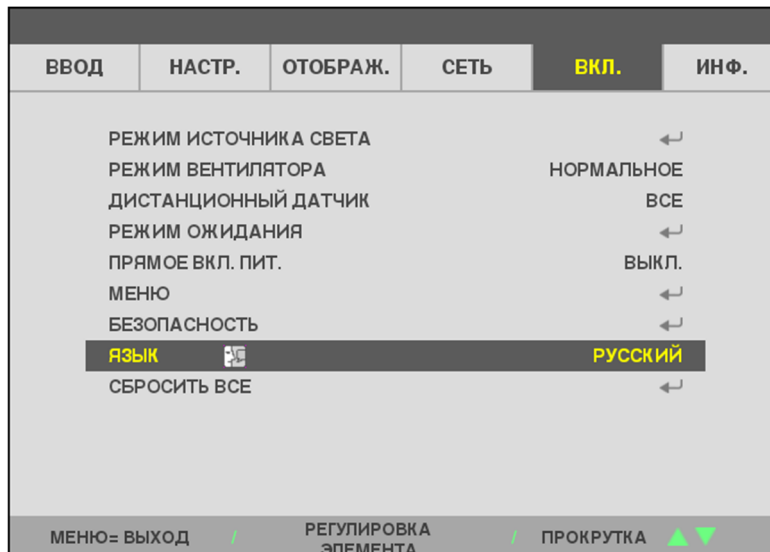 ВВОД НАСТР. ОТОБРАЖ. СЕТЬ ВКЛ. ИНФ.
РЕЖИМ ИСТОЧНИКА СВЕТА
РЕЖИМ ВЕНТИЛЯТОРА НОРМАЛЬНОЕ
ДИСТАНЦИОННЫЙ ДАТЧИК ВСЕ
РЕЖИМ ОЖИДАНИЯ
ПРЯМОЕ ВКЛ. ПИТ. ВЫКЛ.
МЕНЮ
БЕЗОПАСНОСТЬ
ЯЗЫК РУССКИЙ
СБРОСИТЬ ВСЕ
МЕНЮ= ВЫХОД / РЕГУЛИРОВКА ЭЛЕМЕНТА / ПРОКРУТКА